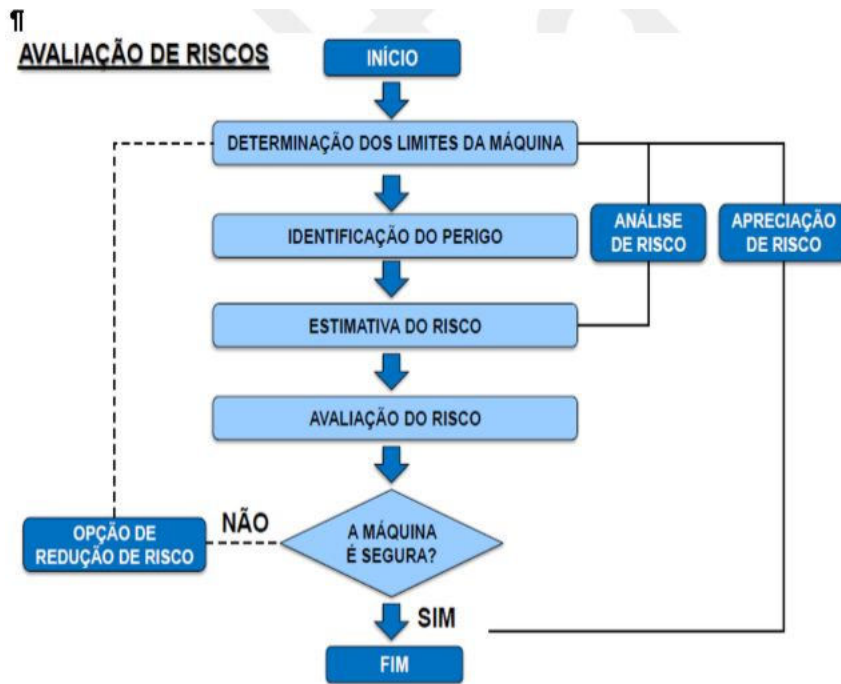 ¶
AVALIAÇÃO DE RISCOS
INÍCIO
DETERMINAÇÃO DOS LIMITES DA MÁQUINA
IDENTIFICAÇÃO DO PERIGO
ANÁLISE
DE RISCO
APRECIAÇÃO
DE RISCO
ESTIMATIVA DO RISCO
AVALIAÇÃO DO RISCO
OPÇÃO DE
REDUÇÃO DE RISCO
NÃO
A MÁQUINA
É SEGURA?
SIM
FIM